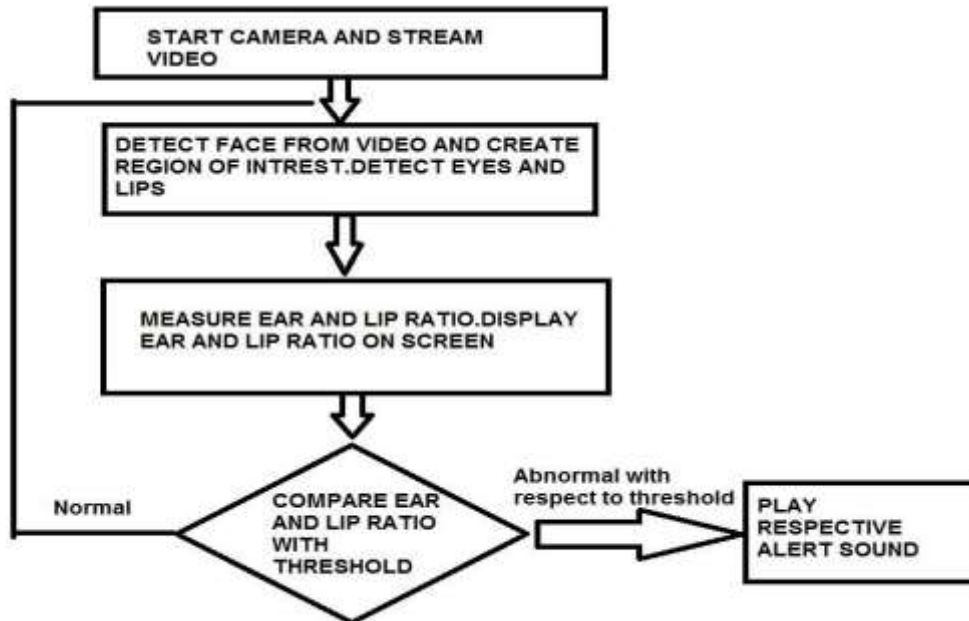 START CAMERA AND STREAM
VIDEO
DETECT FACE FROM VIDEO AND CREATE
REGION OF INTREST.DETECT EYES AND
LIPS
MEASURE EAR AND LIP RATIO.DISPLAY
EAR AND LIP RATIO ON SCREEN
COMPARE EAR
AND LIP RATIO
WITH
THRESHOLD
Normal
Abnormal with
respect to threshold
PLAY
RESPECTIVE
ALERT SOUND